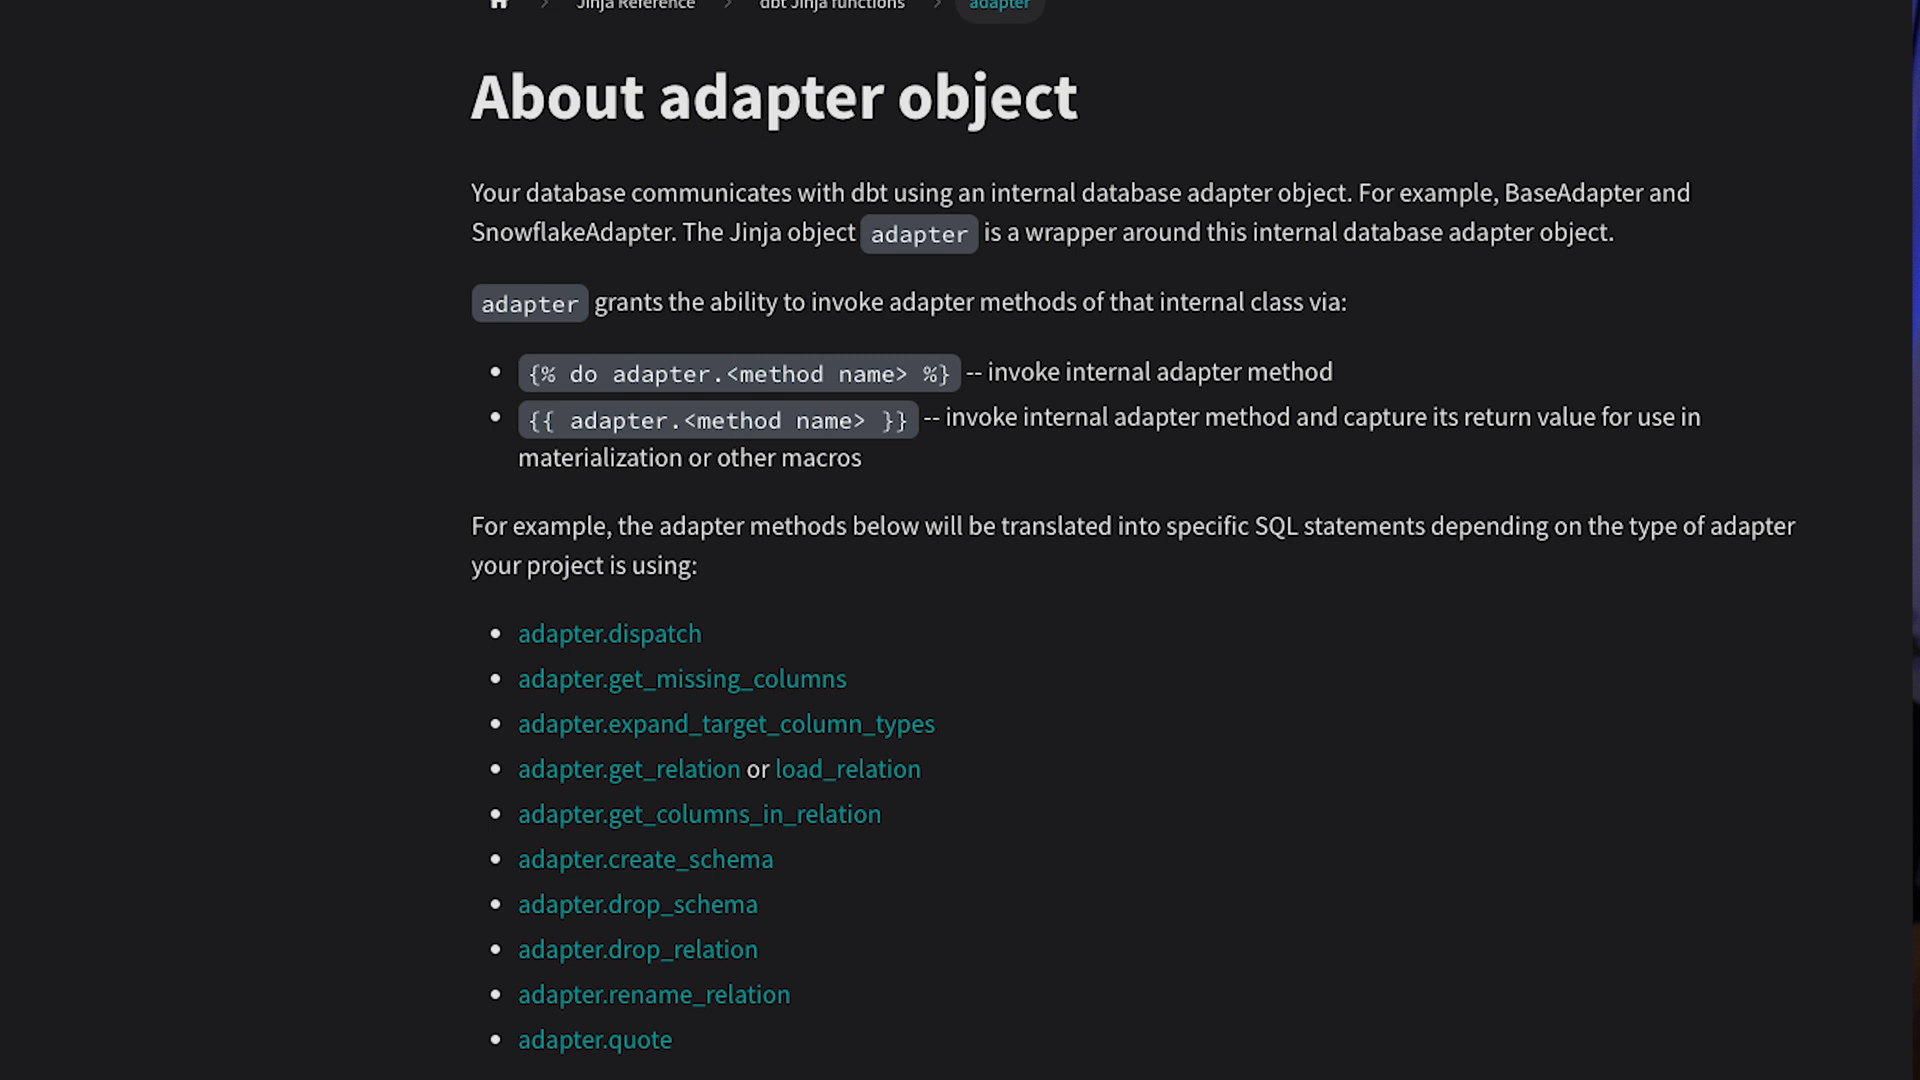 Jinja Reference > dbt Jinja functions > adapter
About adapter object
Your database communicates with dbt using an internal database adapter object. For example, BaseAdapter and
SnowflakeAdapter. The Jinja object adapter is a wrapper around this internal database adapter object.
adapter grants the ability to invoke adapter methods of that internal class via:
• {% do adapter.<method name> %} -- invoke internal adapter method
• {{ adapter.<method name> }} -- invoke internal adapter method and capture its return value for use in
materialization or other macros
For example, the adapter methods below will be translated into specific SQL statements depending on the type of adapter
your project is using:
• adapter.dispatch
• adapter.get_missing_columns
• adapter.expand_target_column_types
• adapter.get_relation or load_relation
• adapter.get_columns_in_relation
• adapter.create_schema
• adapter.drop_schema
• adapter.drop_relation
• adapter.rename_relation
• adapter.quote